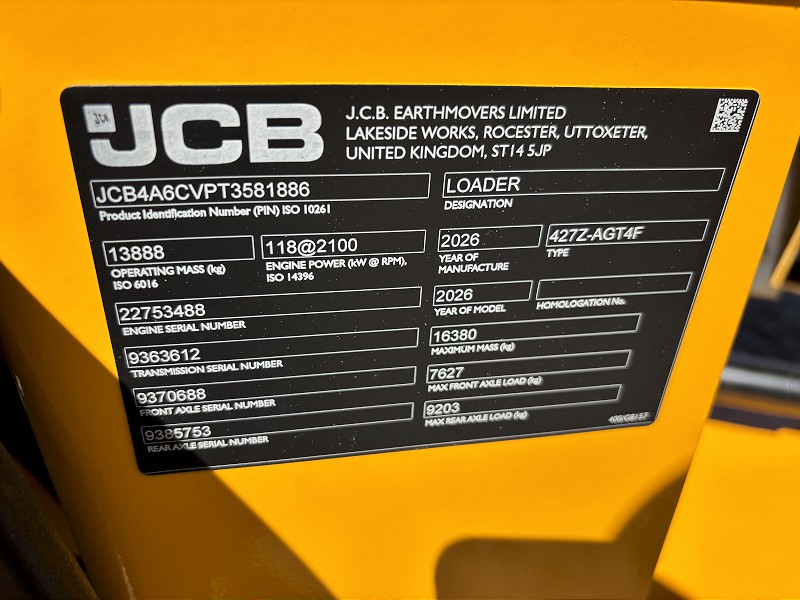 JCB
J.C.B. EARTHMOVERS LIMITED
LAKESIDE WORKS, ROCESTER, UTTOXETER,
UNITED KINGDOM, ST14 5JP
JCB4A6CVPT3581886
Product Identification Number (PIN) ISO 10261
LOADER
DESIGNATION
13888
OPERATING MASS (kg)
ISO 6016
118@2100
ENGINE POWER (kW @ RPM),
ISO 14396
2026
YEAR OF
MANUFACTURE
427Z-AGT4F
TYPE
22753488
ENGINE SERIAL NUMBER
2026
YEAR OF MODEL
HOMOLOGATION No.
9363612
TRANSMISSION SERIAL NUMBER
16380
MAXIMUM MASS (kg)
9370688
FRONT AXLE SERIAL NUMBER
7627
MAX FRONT AXLE LOAD (kg)
9385753
REAR AXLE SERIAL NUMBER
9203
MAX REAR AXLE LOAD (kg)
400/G8157